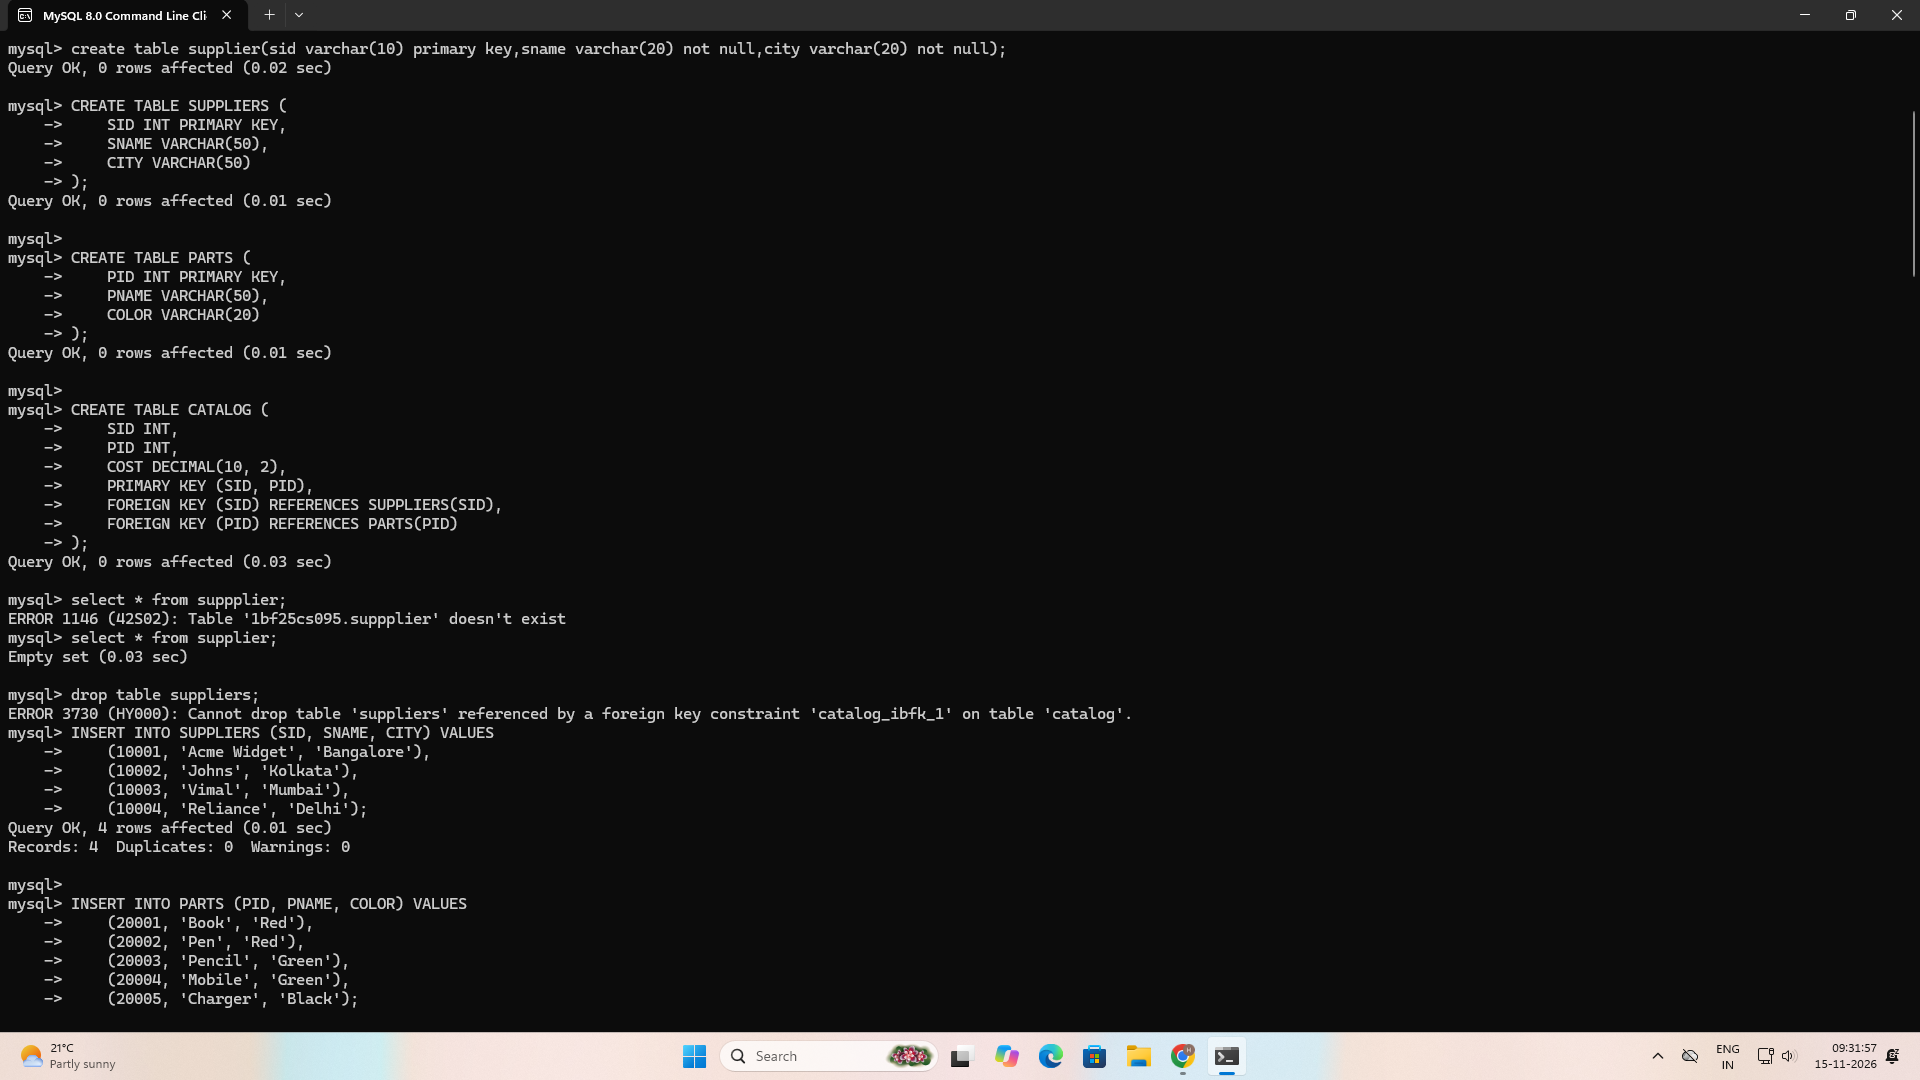 MySQL 8.0 Command Line Cli
mysql> create table supplier(sid varchar(10) primary key,sname varchar(20) not null,city varchar(20) not null);
Query OK, 0 rows affected (0.02 sec)
mysql> CREATE TABLE SUPPLIERS (
    ->     SID INT PRIMARY KEY,
    ->     SNAME VARCHAR(50),
    ->     CITY VARCHAR(50)
    -> );
Query OK, 0 rows affected (0.01 sec)
mysql>
mysql> CREATE TABLE PARTS (
    ->     PID INT PRIMARY KEY,
    ->     PNAME VARCHAR(50),
    ->     COLOR VARCHAR(20)
    -> );
Query OK, 0 rows affected (0.01 sec)
mysql>
mysql> CREATE TABLE CATALOG (
    ->     SID INT,
    ->     PID INT,
    ->     COST DECIMAL(10, 2),
    ->     PRIMARY KEY (SID, PID),
    ->     FOREIGN KEY (SID) REFERENCES SUPPLIERS(SID),
    ->     FOREIGN KEY (PID) REFERENCES PARTS(PID)
    -> );
Query OK, 0 rows affected (0.03 sec)
mysql> select * from suppplier;
ERROR 1146 (42S02): Table '1bf25cs095.suppplier' doesn't exist
mysql> select * from supplier;
Empty set (0.03 sec)
mysql> drop table suppliers;
ERROR 3730 (HY000): Cannot drop table 'suppliers' referenced by a foreign key constraint 'catalog_ibfk_1' on table 'catalog'.
mysql> INSERT INTO SUPPLIERS (SID, SNAME, CITY) VALUES
    ->     (10001, 'Acme Widget', 'Bangalore'),
    ->     (10002, 'Johns', 'Kolkata'),
    ->     (10003, 'Vimal', 'Mumbai'),
    ->     (10004, 'Reliance', 'Delhi');
Query OK, 4 rows affected (0.01 sec)
Records: 4  Duplicates: 0  Warnings: 0
mysql>
mysql> INSERT INTO PARTS (PID, PNAME, COLOR) VALUES
    ->     (20001, 'Book', 'Red'),
    ->     (20002, 'Pen', 'Red'),
    ->     (20003, 'Pencil', 'Green'),
    ->     (20004, 'Mobile', 'Green'),
    ->     (20005, 'Charger', 'Black');
21°C
Partly sunny
Search
ENG
IN
09:31:57
15-11-2026